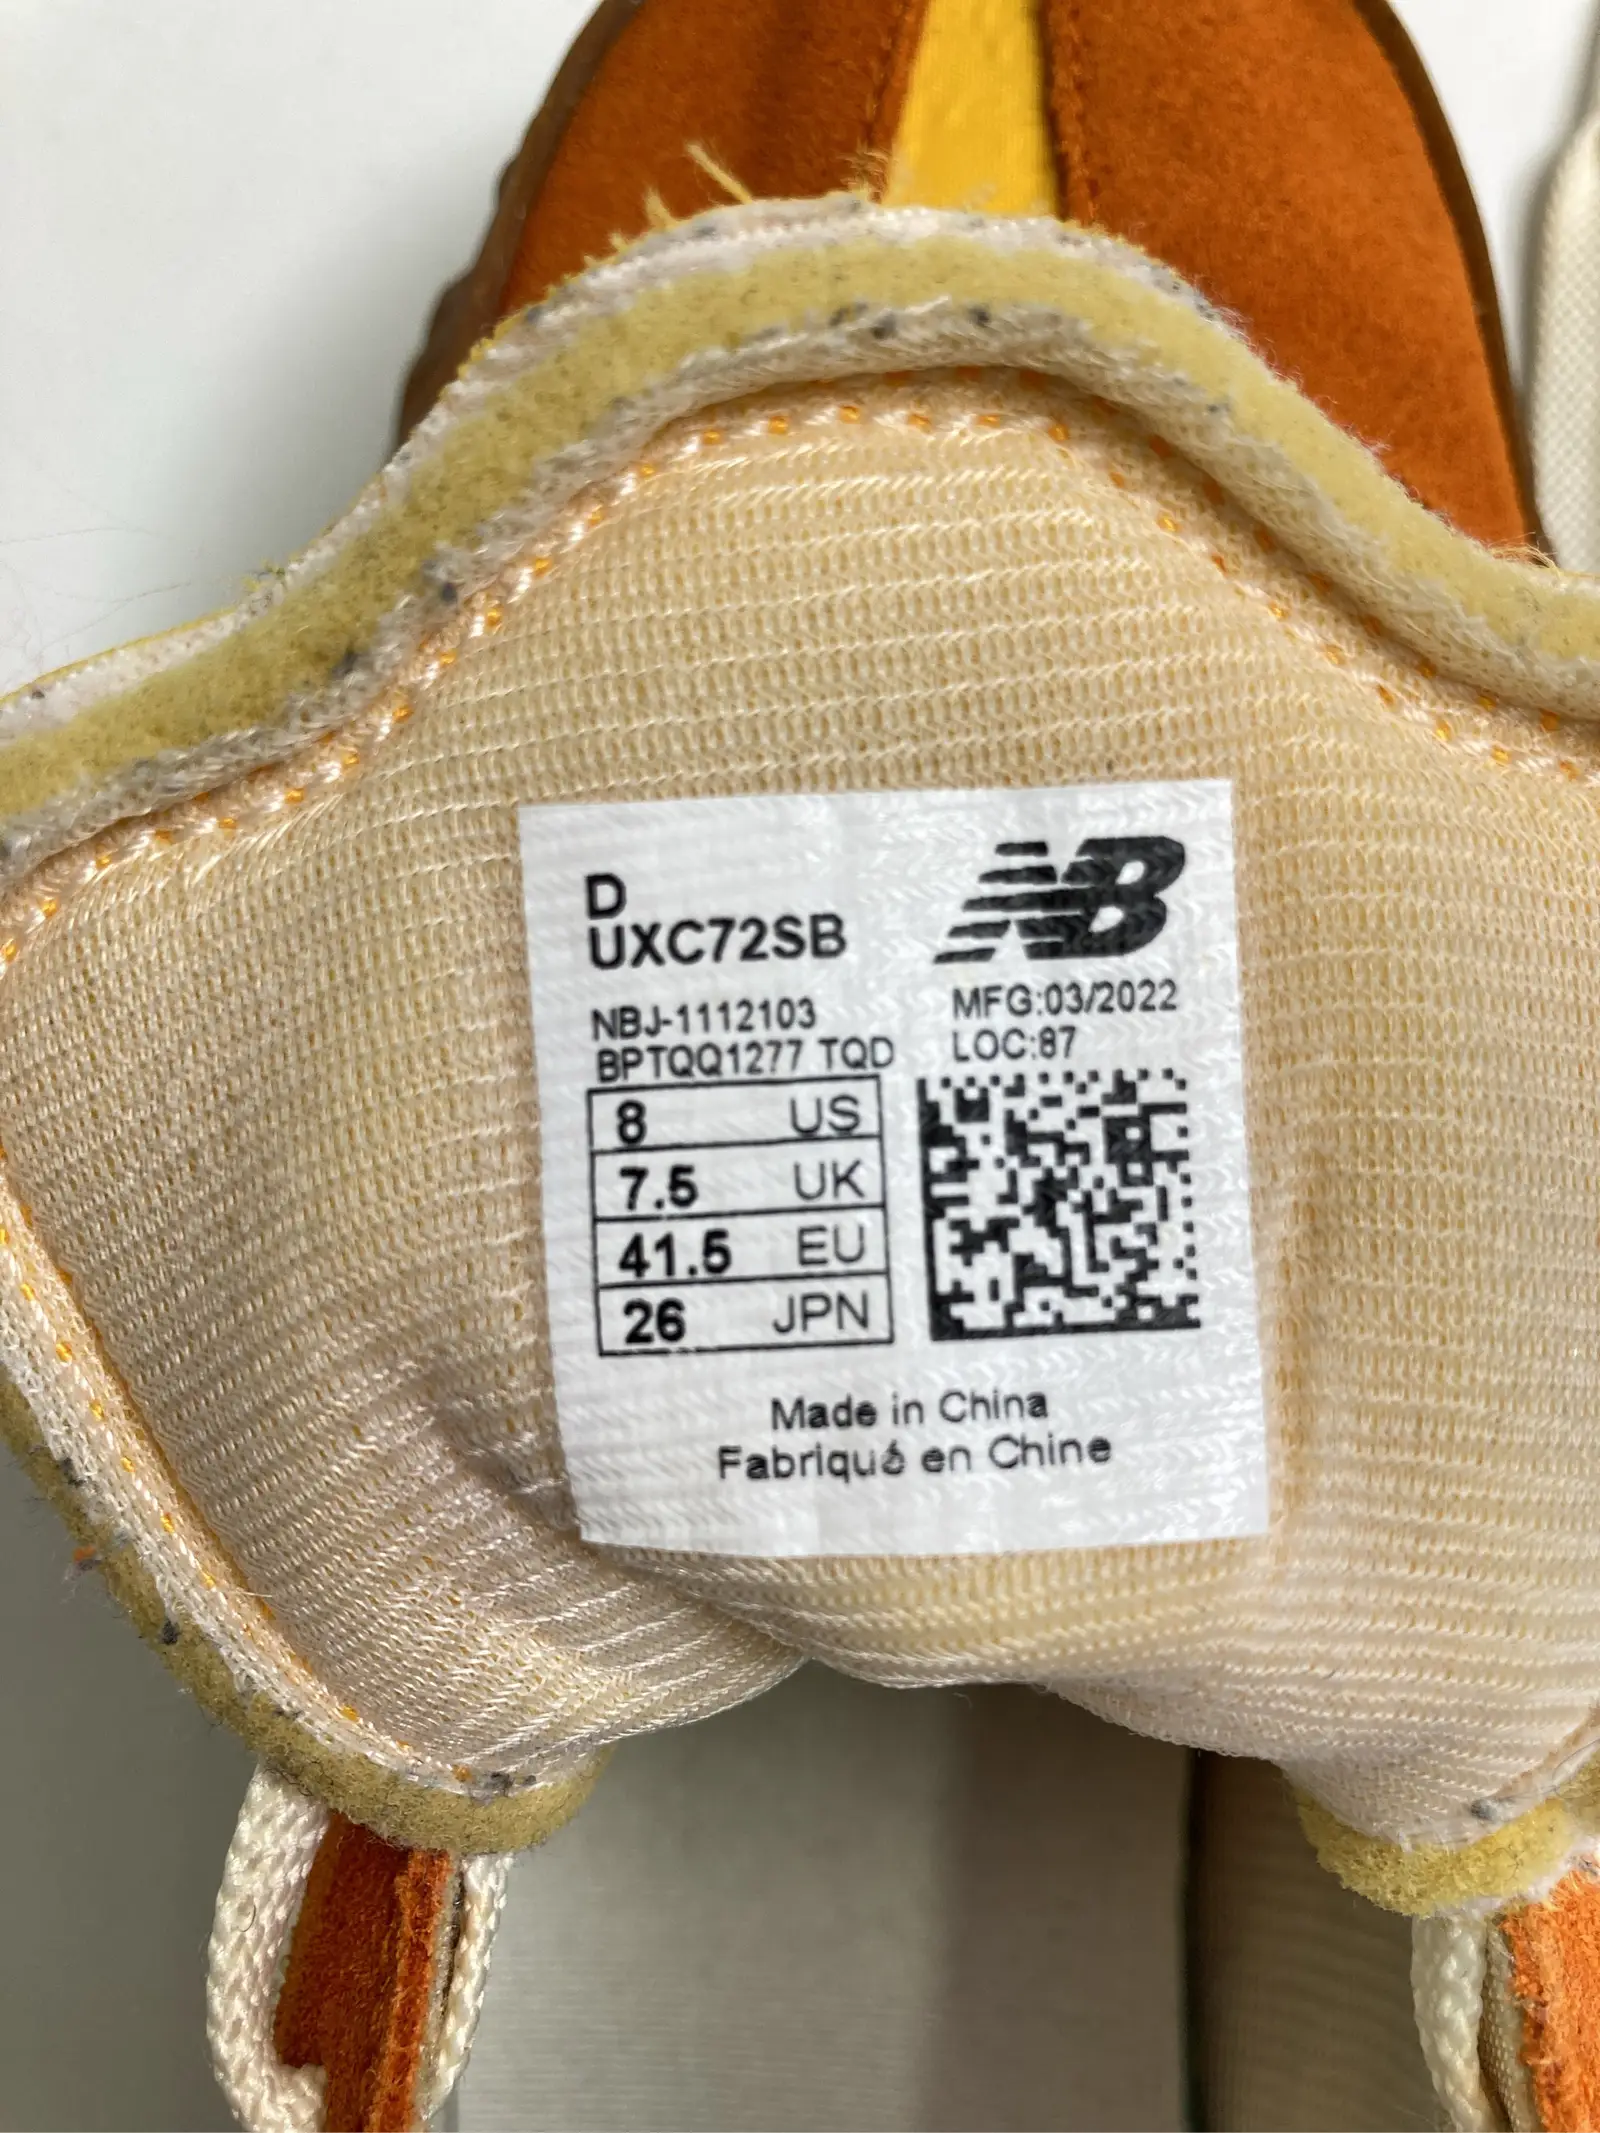 D
UXC72SB
NB
NBJ-1112103
BPTQQ1277 TQD
MFG:03/2022
LOC:87
8 US
7.5 UK
41.5 EU
26 JPN
Made in China
Fabriqué en Chine